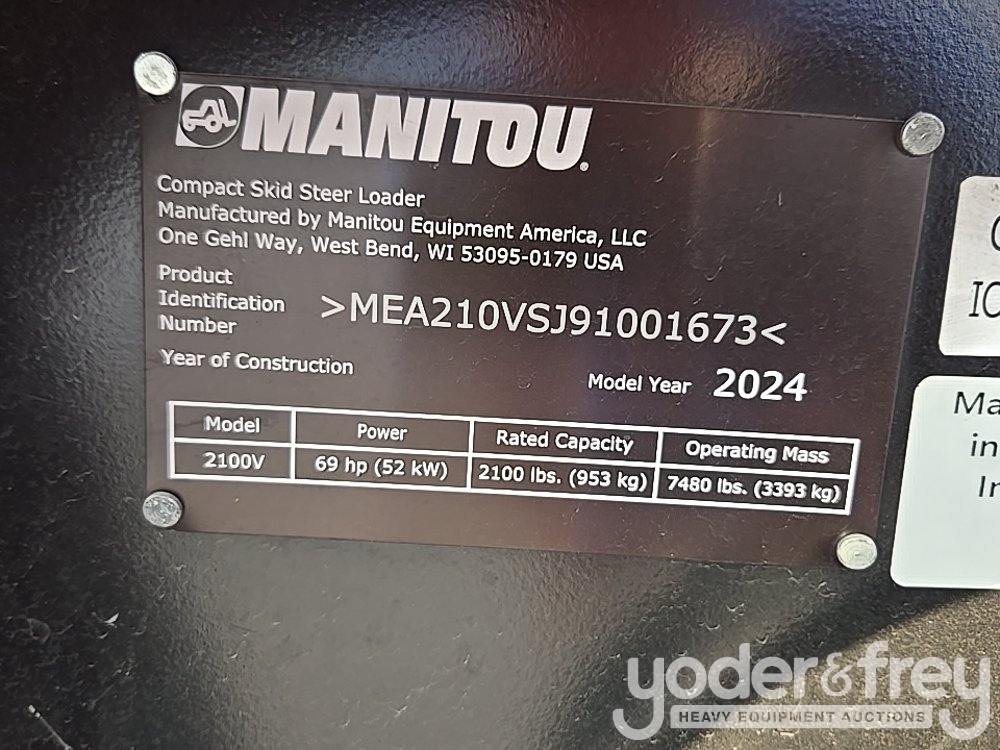 MANITOU.
Compact Skid Steer Loader
Manufactured by Manitou Equipment America, LLC
One Gehl Way, West Bend, WI 53095-0179 USA
Product
Identification
Number
>MEA210VSJ91001673<
Year of Construction
Model Year 2024
Model Power Rated Capacity Operating Mass
2100V 69 hp (52 kW) 2100 lbs. (953 kg) 7480 lbs. (3393 kg)
Ma
in
yoder&frey
HEAVY EQUIPMENT AUCTIONS